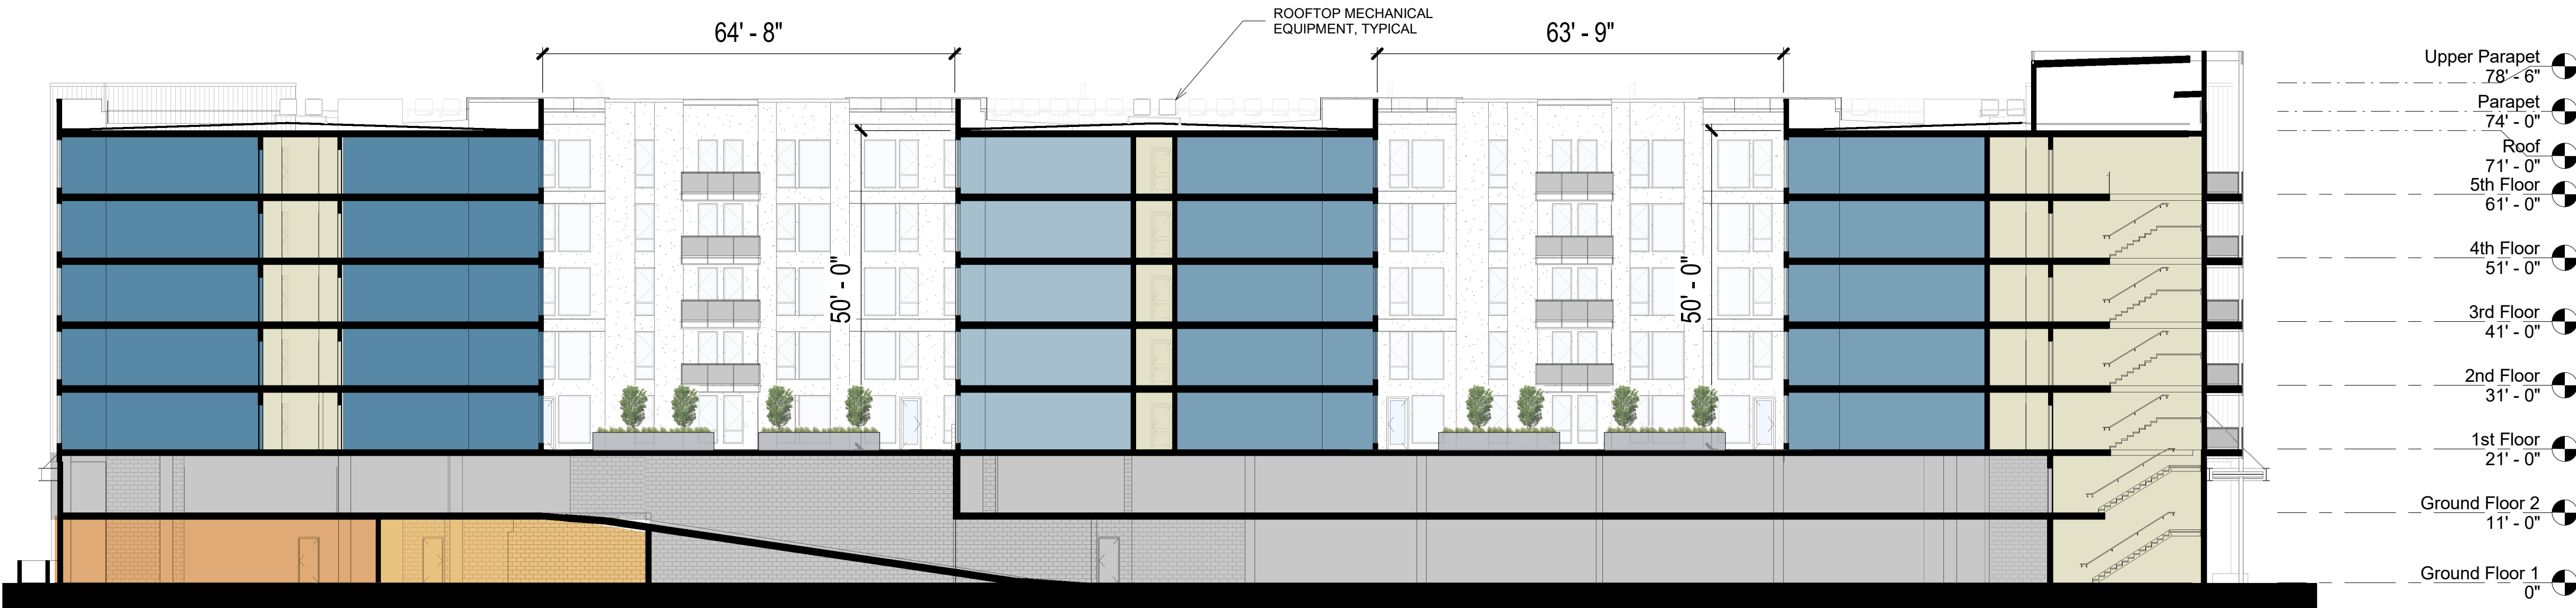 64' - 8"
ROOFTOP MECHANICAL
EQUIPMENT, TYPICAL
63' - 9"
50' - 0"
50' - 0"
Upper Parapet
78' - 6"
Parapet
74' - 0"
Roof
71' - 0"
5th Floor
61' - 0"
4th Floor
51' - 0"
3rd Floor
41' - 0"
2nd Floor
31' - 0"
1st Floor
21' - 0"
Ground Floor 2
11' - 0"
Ground Floor 1
0"